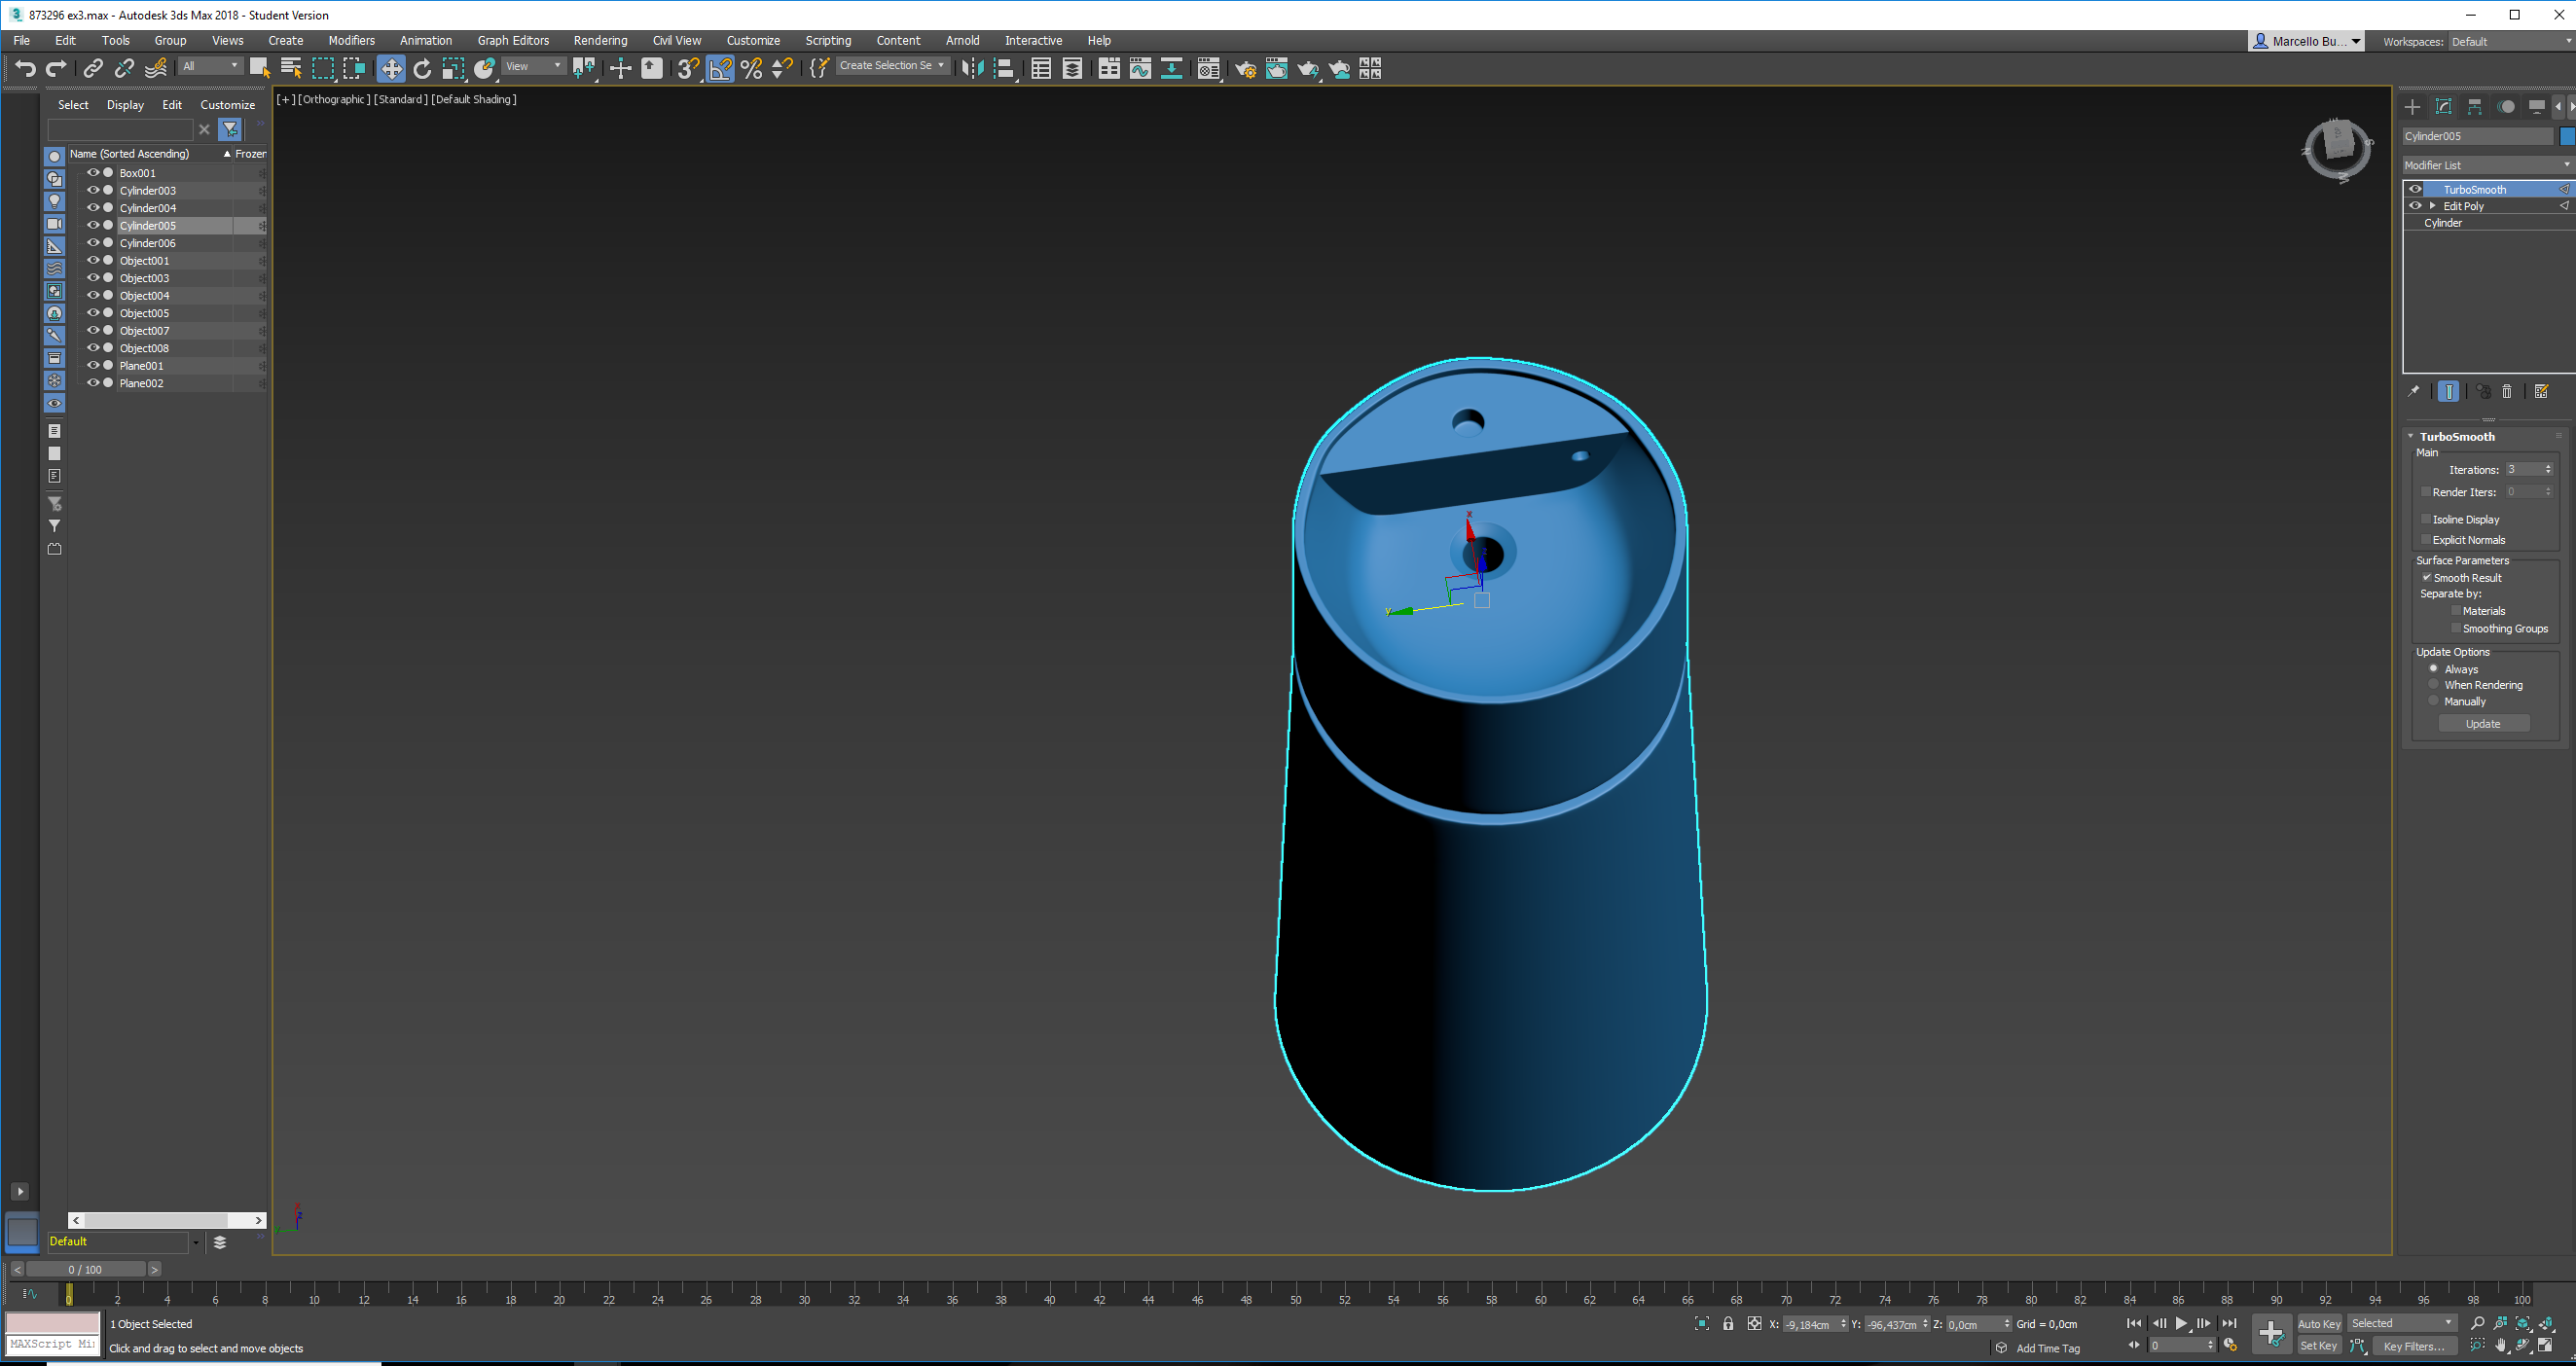 873296 ex3.max - Autodesk 3ds Max 2018 - Student Version
File Edit Tools Group Views Create Modifiers Animation Graph Editors Rendering Civil View Customize Scripting Content Arnold Interactive Help
Marcello Bu... Workspaces: Default
All View Create Selection Se
Select Display Edit Customize
[+] [Orthographic] [Standard] [Default Shading]
Name (Sorted Ascending) Frozen
Box001
Cylinder003
Cylinder004
Cylinder005
Cylinder006
Object001
Object003
Object004
Object005
Object007
Object008
Plane001
Plane002
Cylinder005
Modifier List
TurboSmooth
Edit Poly
Cylinder
TurboSmooth
Main
Iterations: 3
Render Iters: 0
Isoline Display
Explicit Normals
Surface Parameters
Smooth Result
Separate by:
Materials
Smoothing Groups
Update Options
Always
When Rendering
Manually
Update
x
y
Default
0 / 100
0 2 4 6 8 10 12 14 16 18 20 22 24 26 28 30 32 34 36 38 40 42 44 46 48 50 52 54 56 58 60 62 64 66 68 70 72 74 76 78 80 82 84 86 88 90 92 94 96 98 100
1 Object Selected
X: -9,184cm Y: -96,437cm Z: 0,0cm Grid = 0,0cm
Auto Key Selected
MAXScript Mi
Click and drag to select and move objects
Add Time Tag
0
Set Key Key Filters...